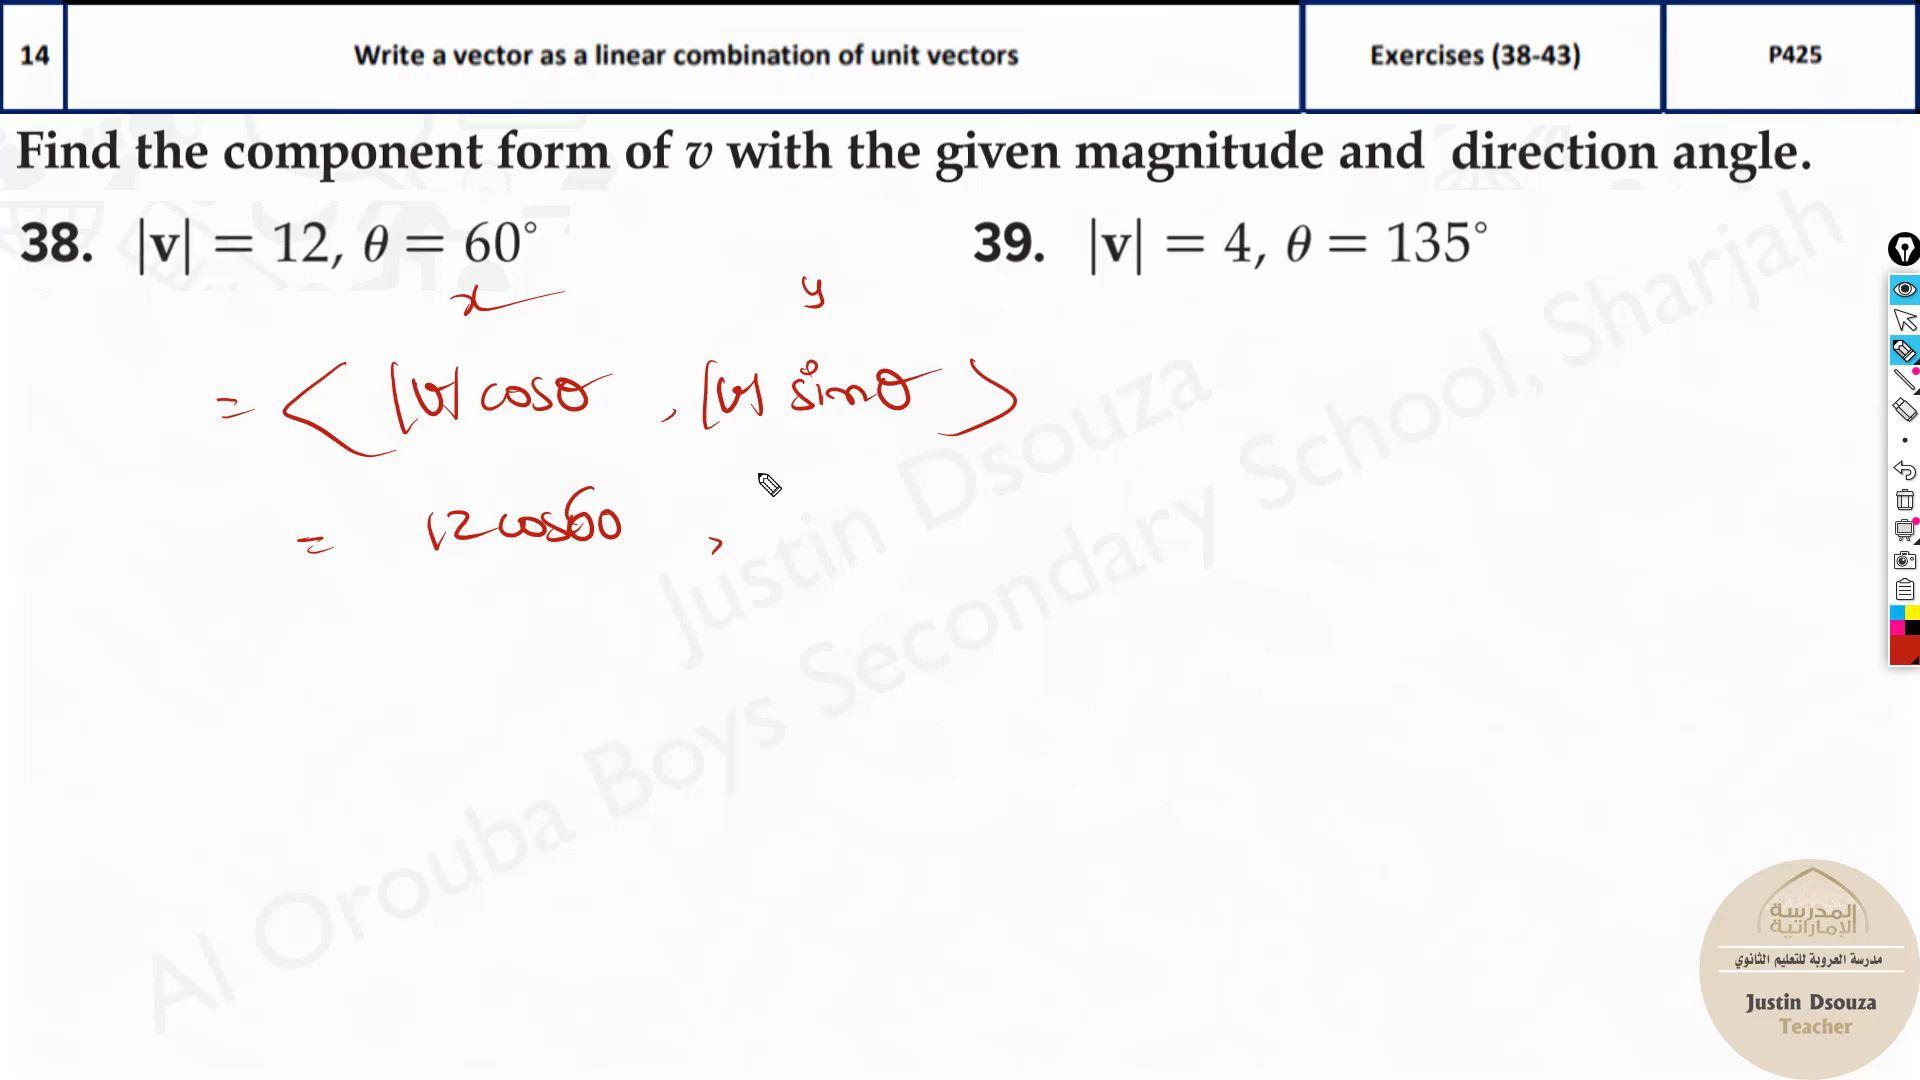 14 Write a vector as a linear combination of unit vectors Exercises (38-43) P425
Find the component form of v with the given magnitude and direction angle.
38. |v| = 12, θ = 60° 39. |v| = 4, θ = 135°
x y
= < |v| cosθ , |v| sinθ >
= 12 cos60 ,
Justin Dsouza
Al Orouba Boys Secondary School, Sharjah
المدرسة
الإماراتية
مدرسة العروبة للتعليم الثانوي
Justin Dsouza
Teacher